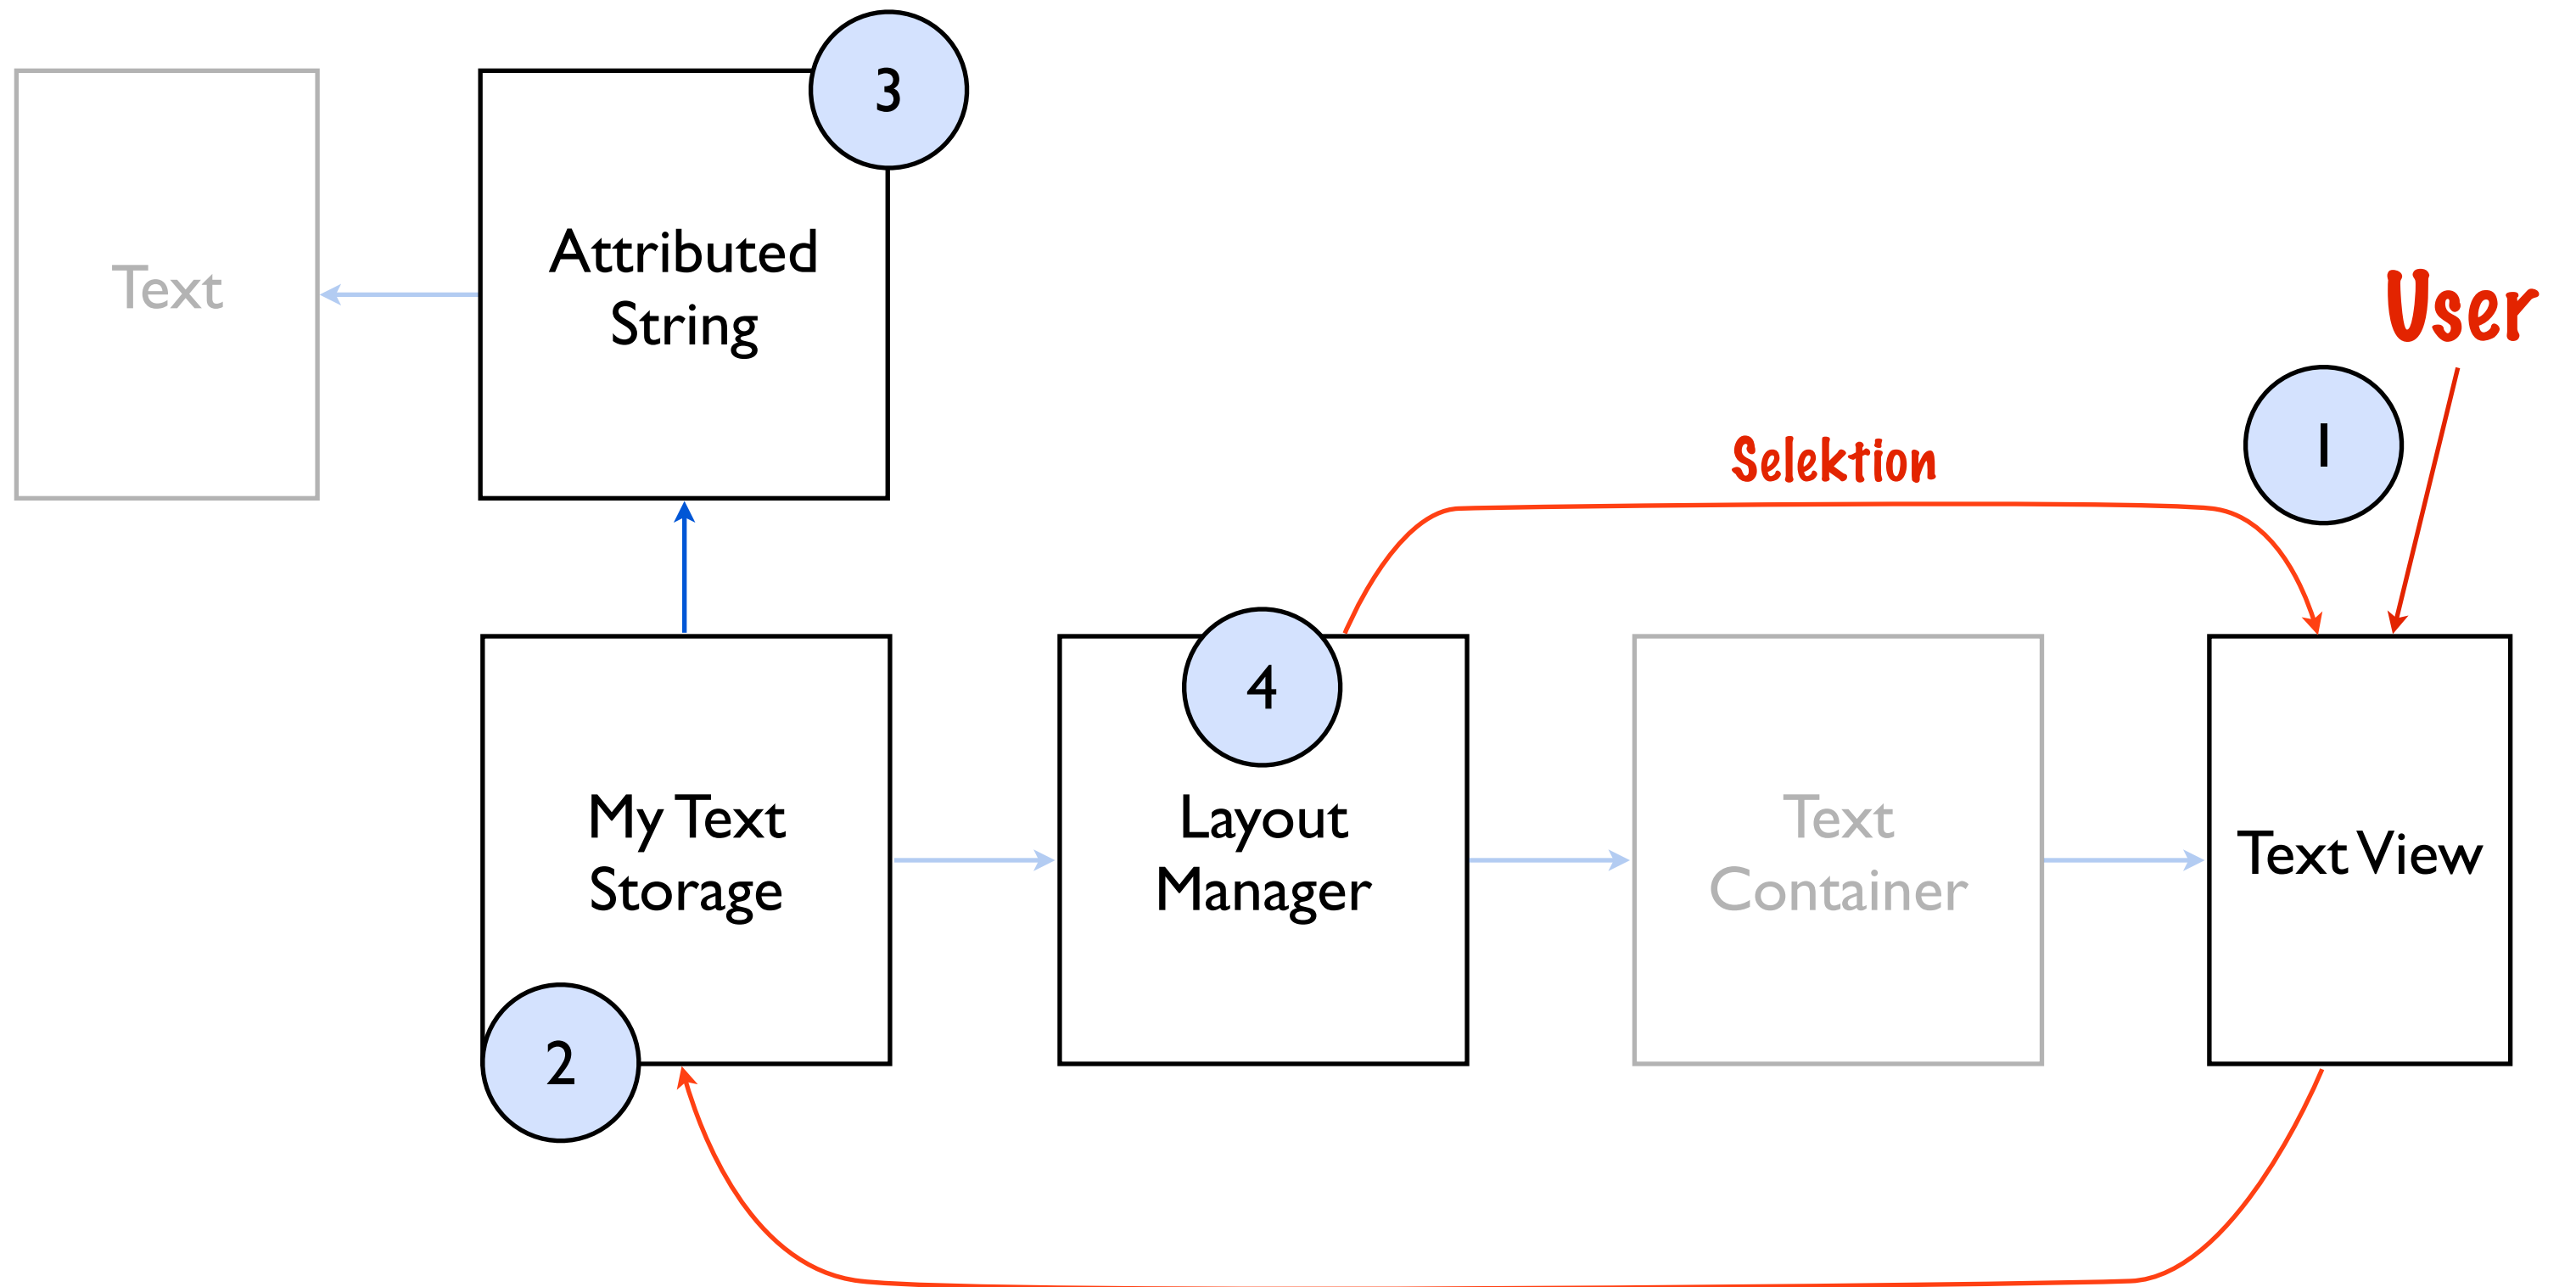 3
Text
Attributed
String
User
1
Selektion
4
My Text
Storage
Layout
Manager
Text
Container
Text View
2